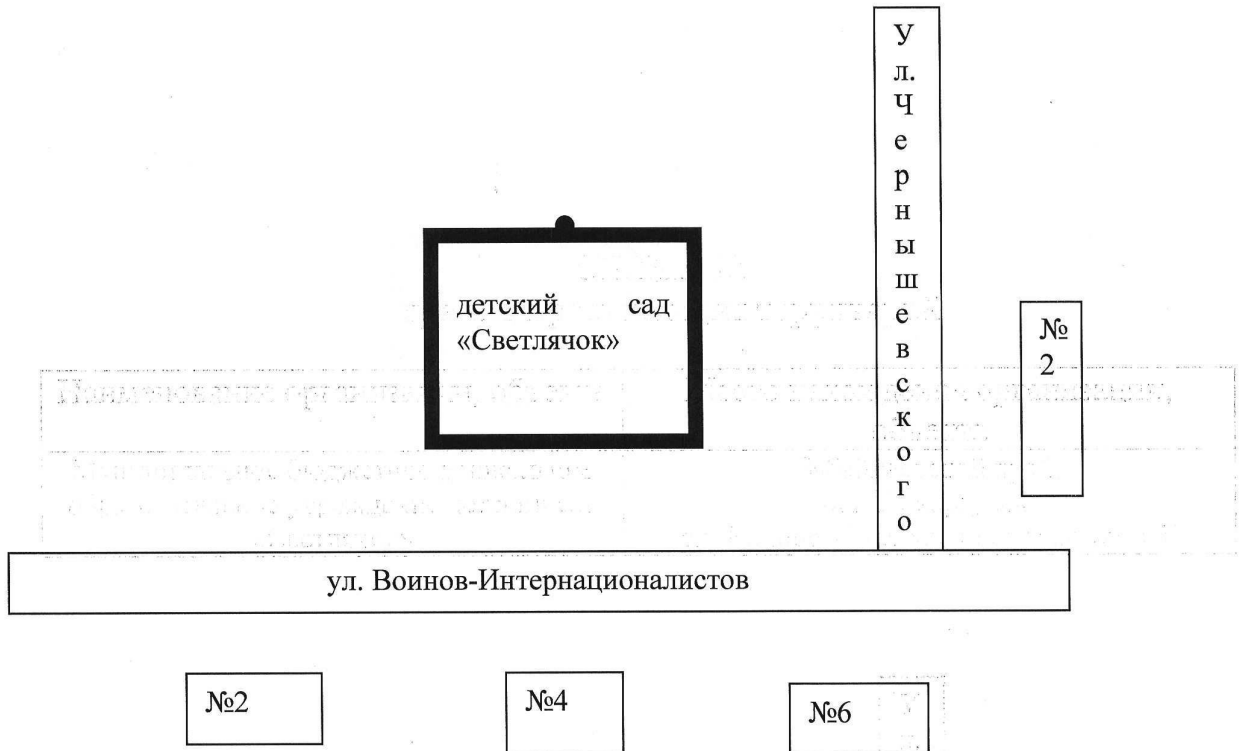 У
л.
Ч
е
р
н
ы
ш
е
в
с
к
о
г
о
детский сад
«Светлячок»
№
2
ул. Воинов-Интернационалистов
№2
№4
№6